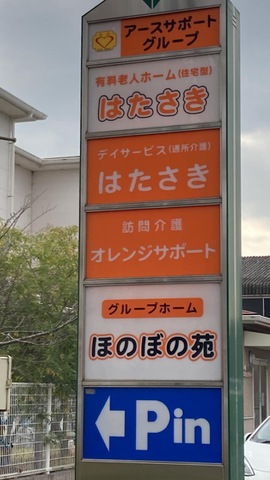 アースサポート
グループ
有料老人ホーム(住宅型)
はたさき
デイサービス(通所介護)
はたさき
訪問介護
オレンジサポート
グループホーム
ほのぼの苑
Pin